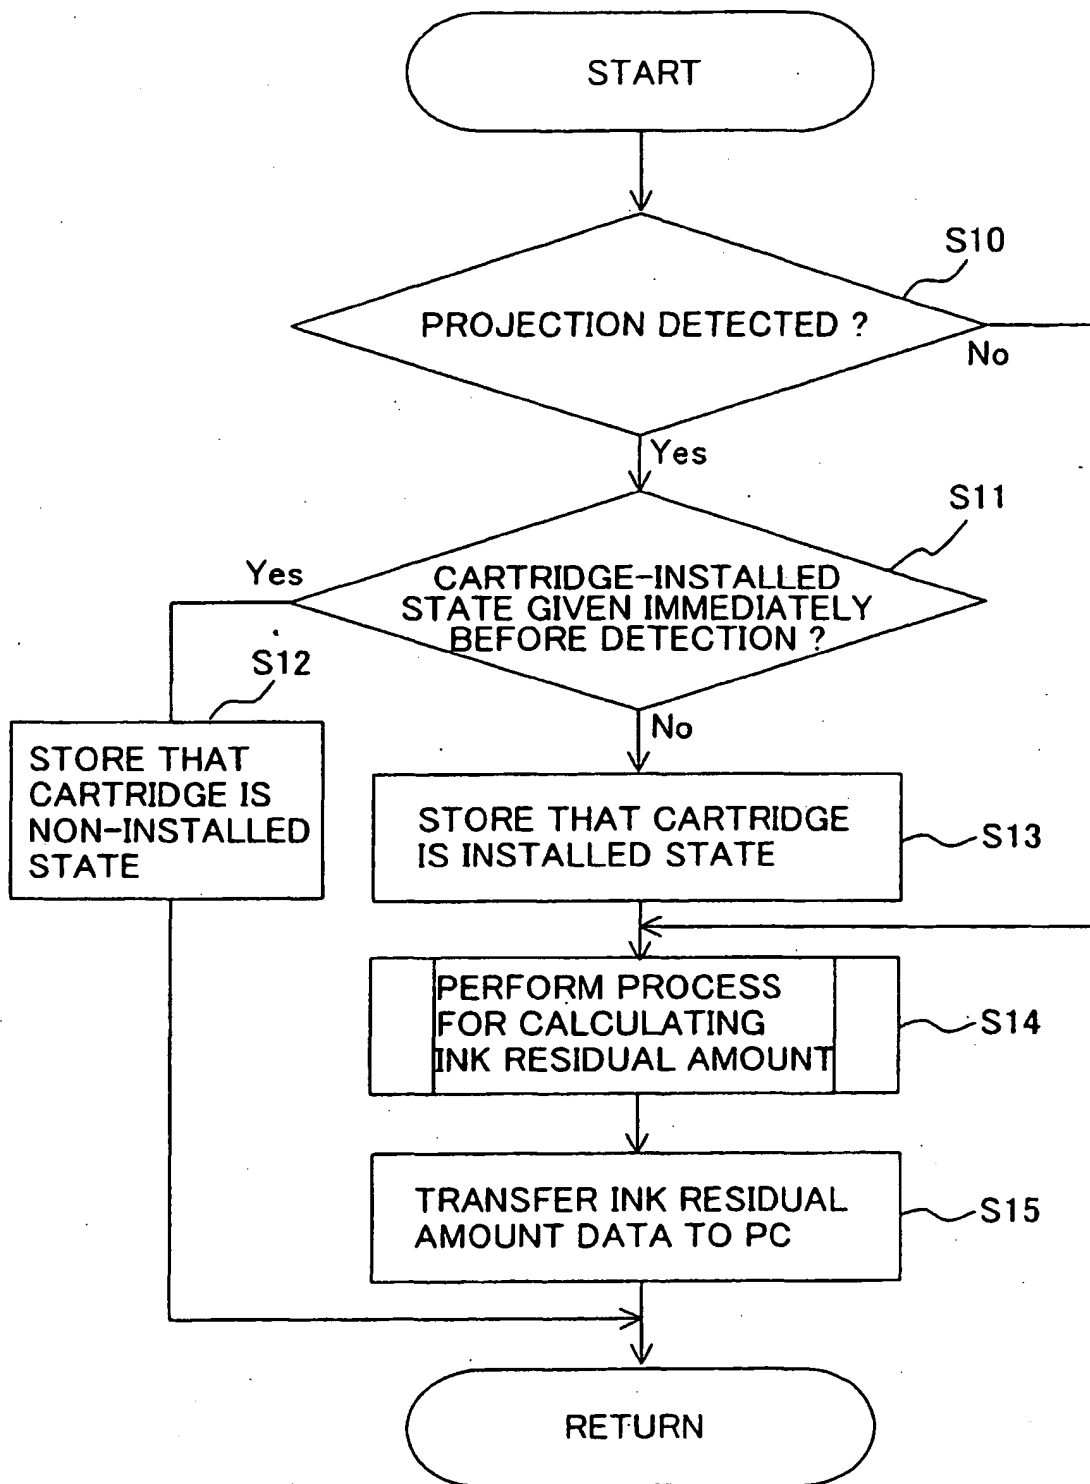 START
S10
PROJECTION DETECTED ?
No
Yes
S11
Yes
CARTRIDGE-INSTALLED
STATE GIVEN IMMEDIATELY
BEFORE DETECTION ?
S12
No
STORE THAT
CARTRIDGE IS
NON-INSTALLED
STATE
STORE THAT CARTRIDGE
IS INSTALLED STATE
S13
PERFORM PROCESS
FOR CALCULATING
INK RESIDUAL AMOUNT
S14
TRANSFER INK RESIDUAL
AMOUNT DATA TO PC
S15
RETURN